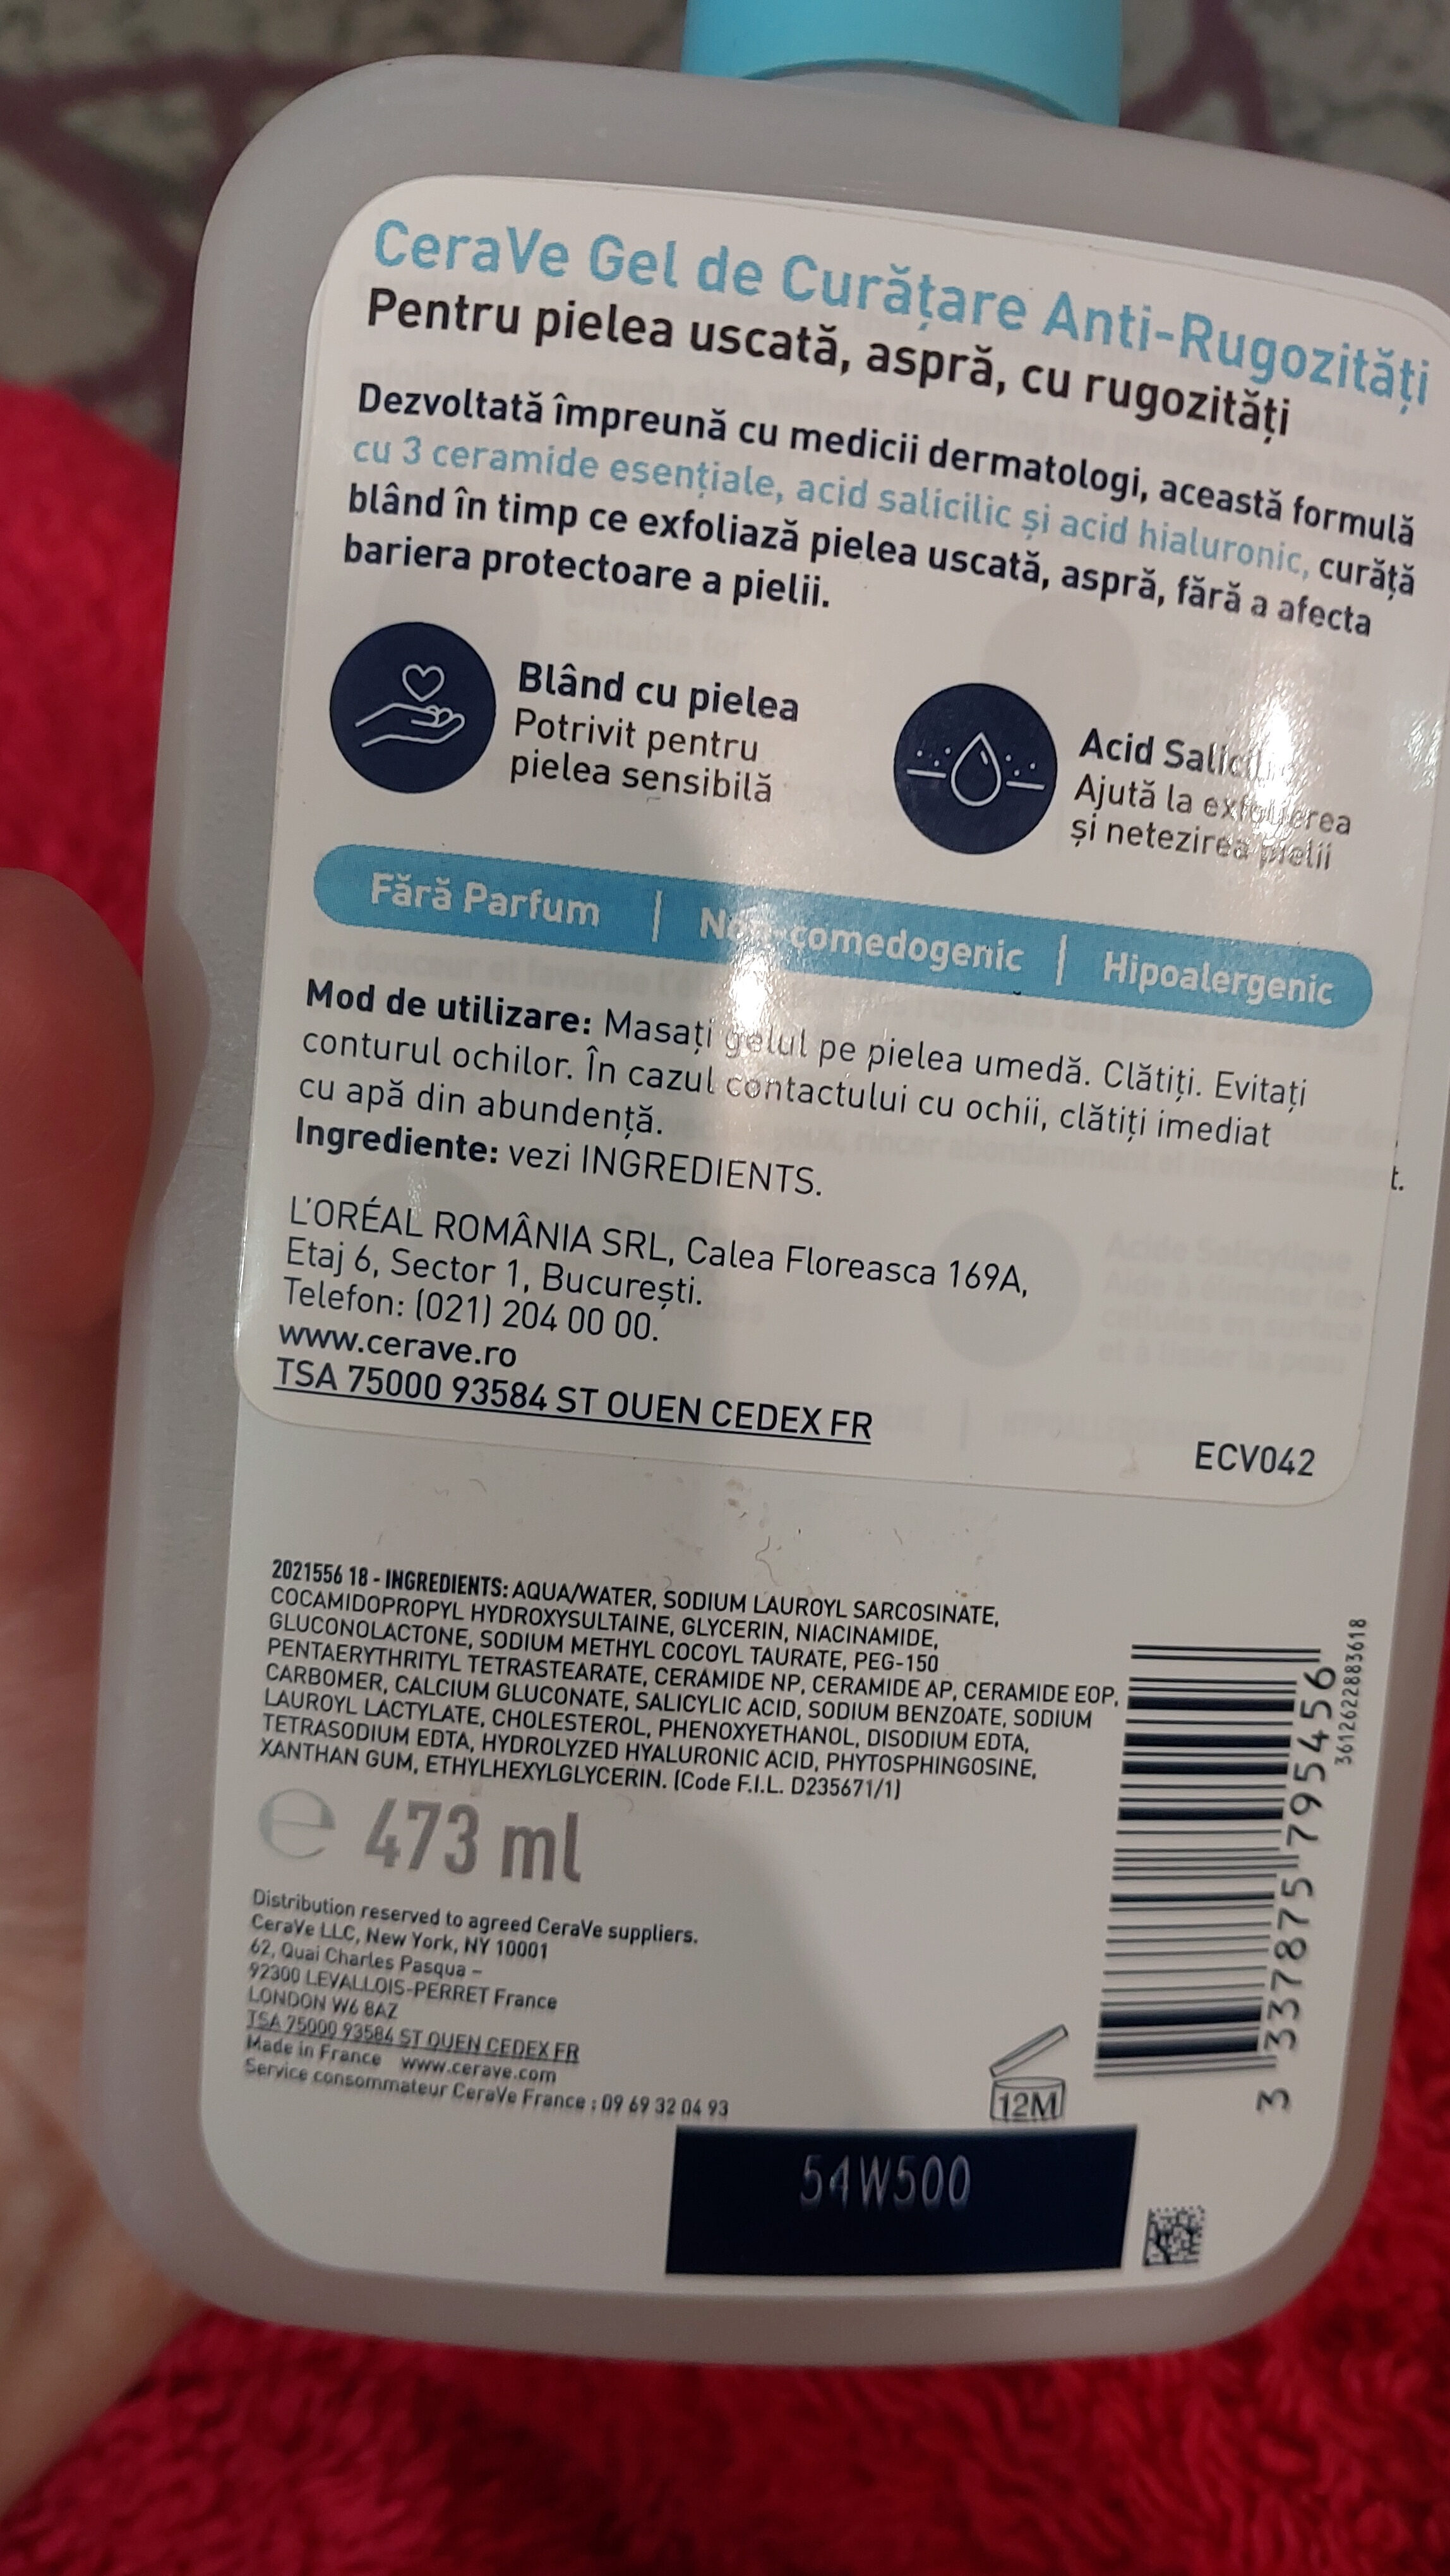 CeraVe Gel de Curățare Anti-Rugozități
Pentru pielea uscată, aspră, cu rugozități
Dezvoltată împreună cu medicii dermatologi, această formulă
cu 3 ceramide esențiale, acid salicilic și acid hialuronic, curăță
blând în timp ce exfoliază pielea uscată, aspră, fără a afecta
bariera protectoare a pielii.
Blând cu pielea
Potrivit pentru
pielea sensibilă
Acid Salicilic
Ajută la exfolierea
și netezirea pielii
Fără Parfum | Non-comedogenic | Hipoalergenic
Mod de utilizare: Masați gelul pe pielea umedă. Clătiți. Evitați
conturul ochilor. În cazul contactului cu ochii, clătiți imediat
cu apă din abundență.
Ingrediente: vezi INGREDIENTS.
t.
L'ORÉAL ROMÂNIA SRL, Calea Floreasca 169A,
Etaj 6, Sector 1, București.
Telefon: (021) 204 00 00.
www.cerave.ro
TSA 75000 93584 ST OUEN CEDEX FR
ECV042
2021556 18 - INGREDIENTS: AQUA/WATER, SODIUM LAUROYL SARCOSINATE,
COCAMIDOPROPYL HYDROXYSULTAINE, GLYCERIN, NIACINAMIDE,
GLUCONOLACTONE, SODIUM METHYL COCOYL TAURATE, PEG-150
PENTAERYTHRITYL TETRASTEARATE, CERAMIDE NP, CERAMIDE AP, CERAMIDE EOP,
CARBOMER, CALCIUM GLUCONATE, SALICYLIC ACID, SODIUM BENZOATE, SODIUM
LAUROYL LACTYLATE, CHOLESTEROL, PHENOXYETHANOL, DISODIUM EDTA,
TETRASODIUM EDTA, HYDROLYZED HYALURONIC ACID, PHYTOSPHINGOSINE,
XANTHAN GUM, ETHYLHEXYLGLYCERIN. (Code F.I.L. D235671/1)
e 473 ml
Distribution reserved to agreed CeraVe suppliers.
CeraVe LLC, New York, NY 10001
62, Quai Charles Pasqua –
92300 LEVALLOIS-PERRET France
LONDON W6 8AZ
TSA 75000 93584 ST OUEN CEDEX FR
Made in France www.cerave.com
Service consommateur CeraVe France : 09 69 32 04 93
12M
3 337875 795456
3612622883618
54W500